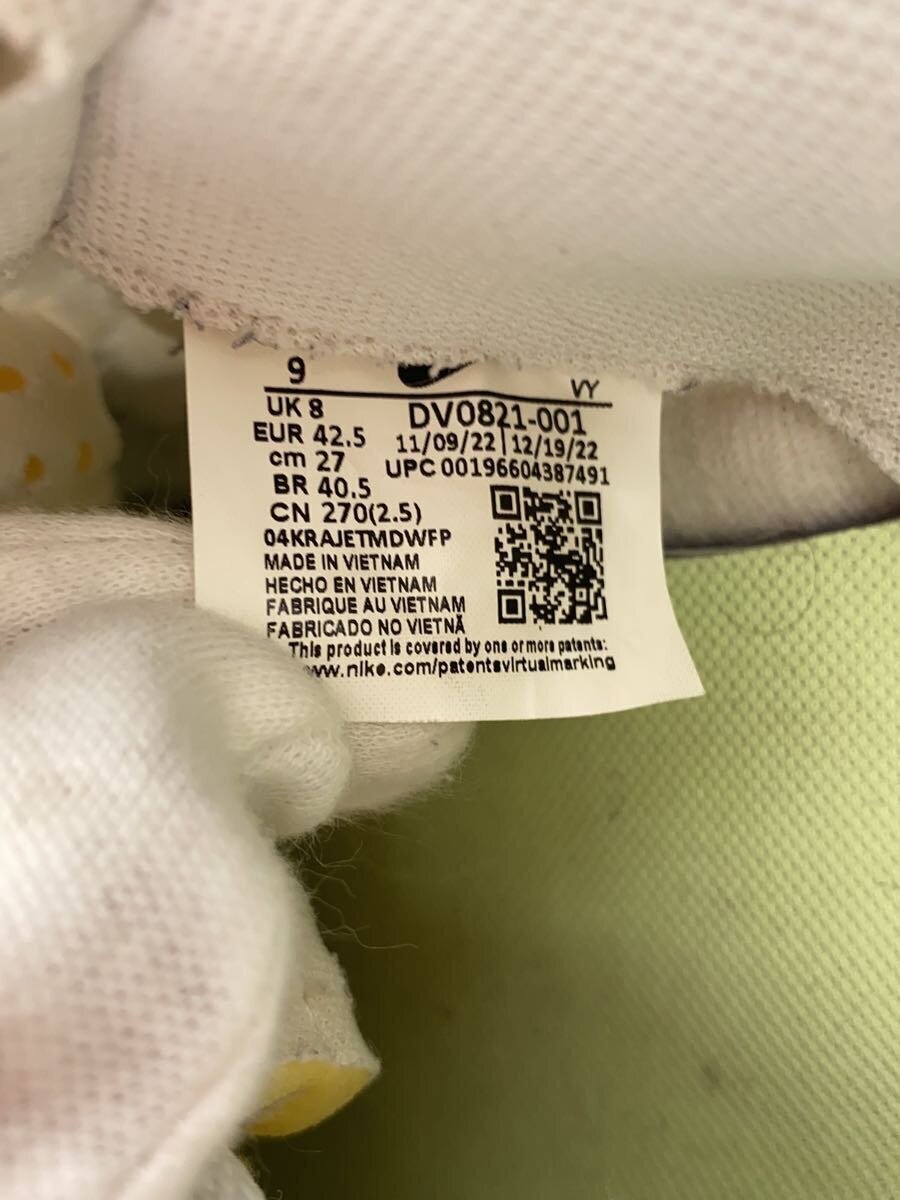 9
VY
UK 8
DV0821-001
EUR 42.5
11/09/22 | 12/19/22
cm 27
UPC 00196604387491
BR 40.5
CN 270(2.5)
04KRAJETMDWFP
MADE IN VIETNAM
HECHO EN VIETNAM
FABRIQUE AU VIETNAM
FABRICADO NO VIETNÃ
This product is covered by one or more patents:
ww.nike.com/patentsvirtualmarking